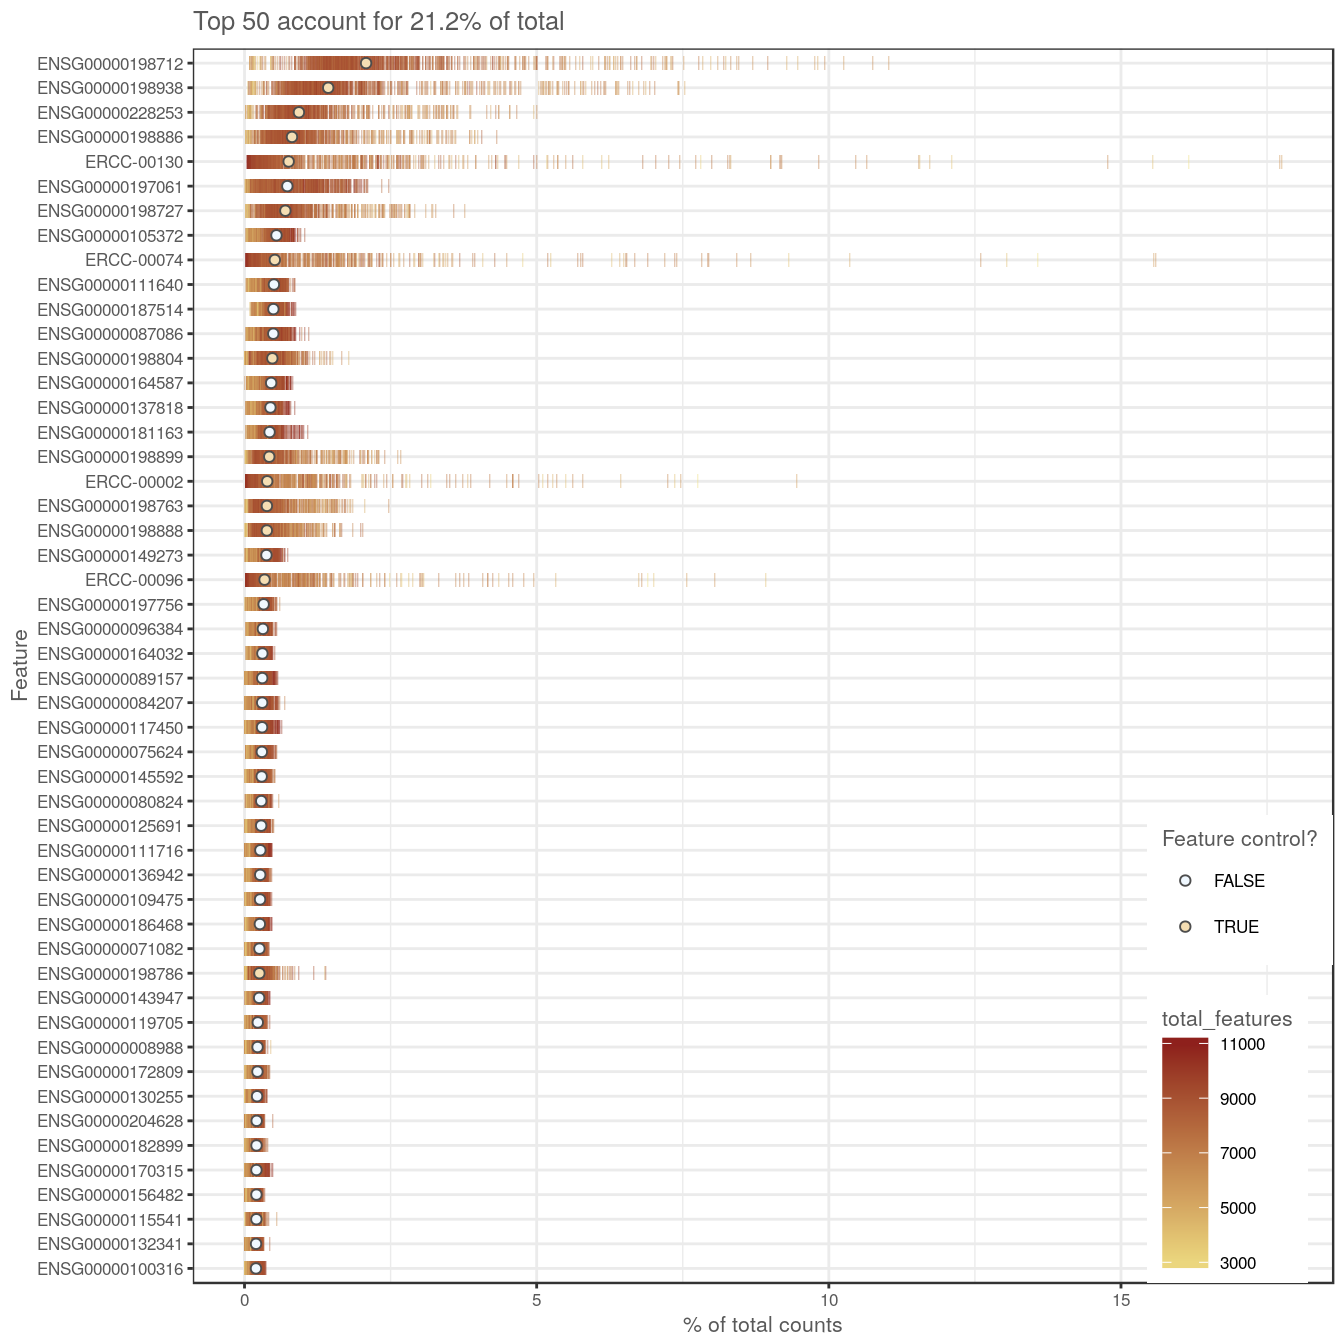 Top 50 account for 21.2% of total
ENSG00000198712
ENSG00000198938
ENSG00000228253
ENSG00000198886
ERCC-00130
ENSG00000197061
ENSG00000198727
ENSG00000105372
ERCC-00074
ENSG00000111640
ENSG00000187514
ENSG00000087086
ENSG00000198804
ENSG00000164587
ENSG00000137818
ENSG00000181163
ENSG00000198899
ERCC-00002
ENSG00000198763
ENSG00000198888
ENSG00000149273
ERCC-00096
ENSG00000197756
ENSG00000096384
ENSG00000164032
ENSG00000089157
ENSG00000084207
ENSG00000117450
ENSG00000075624
ENSG00000145592
ENSG00000080824
ENSG00000125691
ENSG00000111716
ENSG00000136942
ENSG00000109475
ENSG00000186468
ENSG00000071082
ENSG00000198786
ENSG00000143947
ENSG00000119705
ENSG00000008988
ENSG00000172809
ENSG00000130255
ENSG00000204628
ENSG00000182899
ENSG00000170315
ENSG00000156482
ENSG00000115541
ENSG00000132341
ENSG00000100316
Feature
0 5 10 15
% of total counts
Feature control?
FALSE
TRUE
total_features
11000
9000
7000
5000
3000